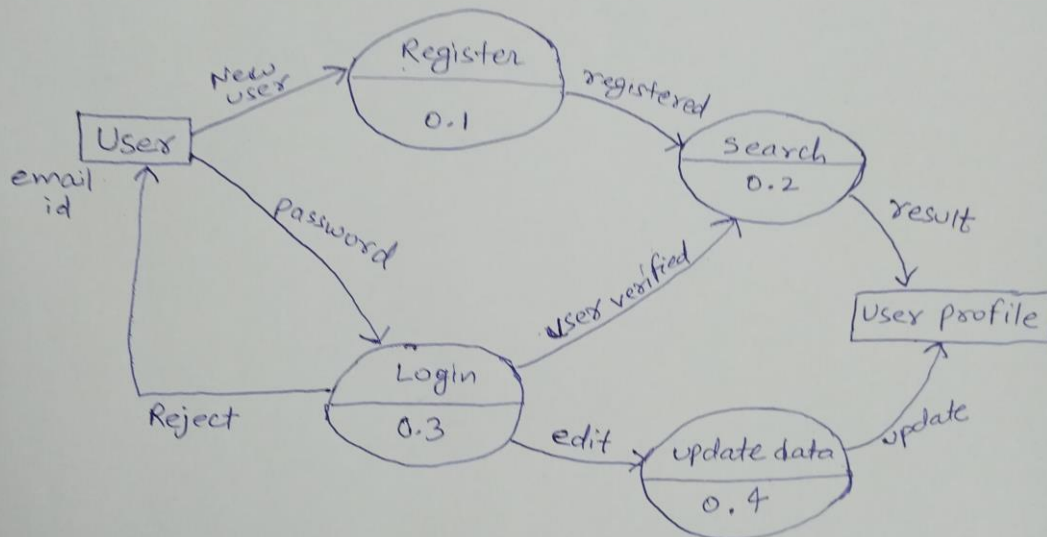 Register
0.1
New
user
registered
User
email
id
Search
0.2
password
result
user verified
User profile
Login
0.3
Reject
edit
update data
0.4
update